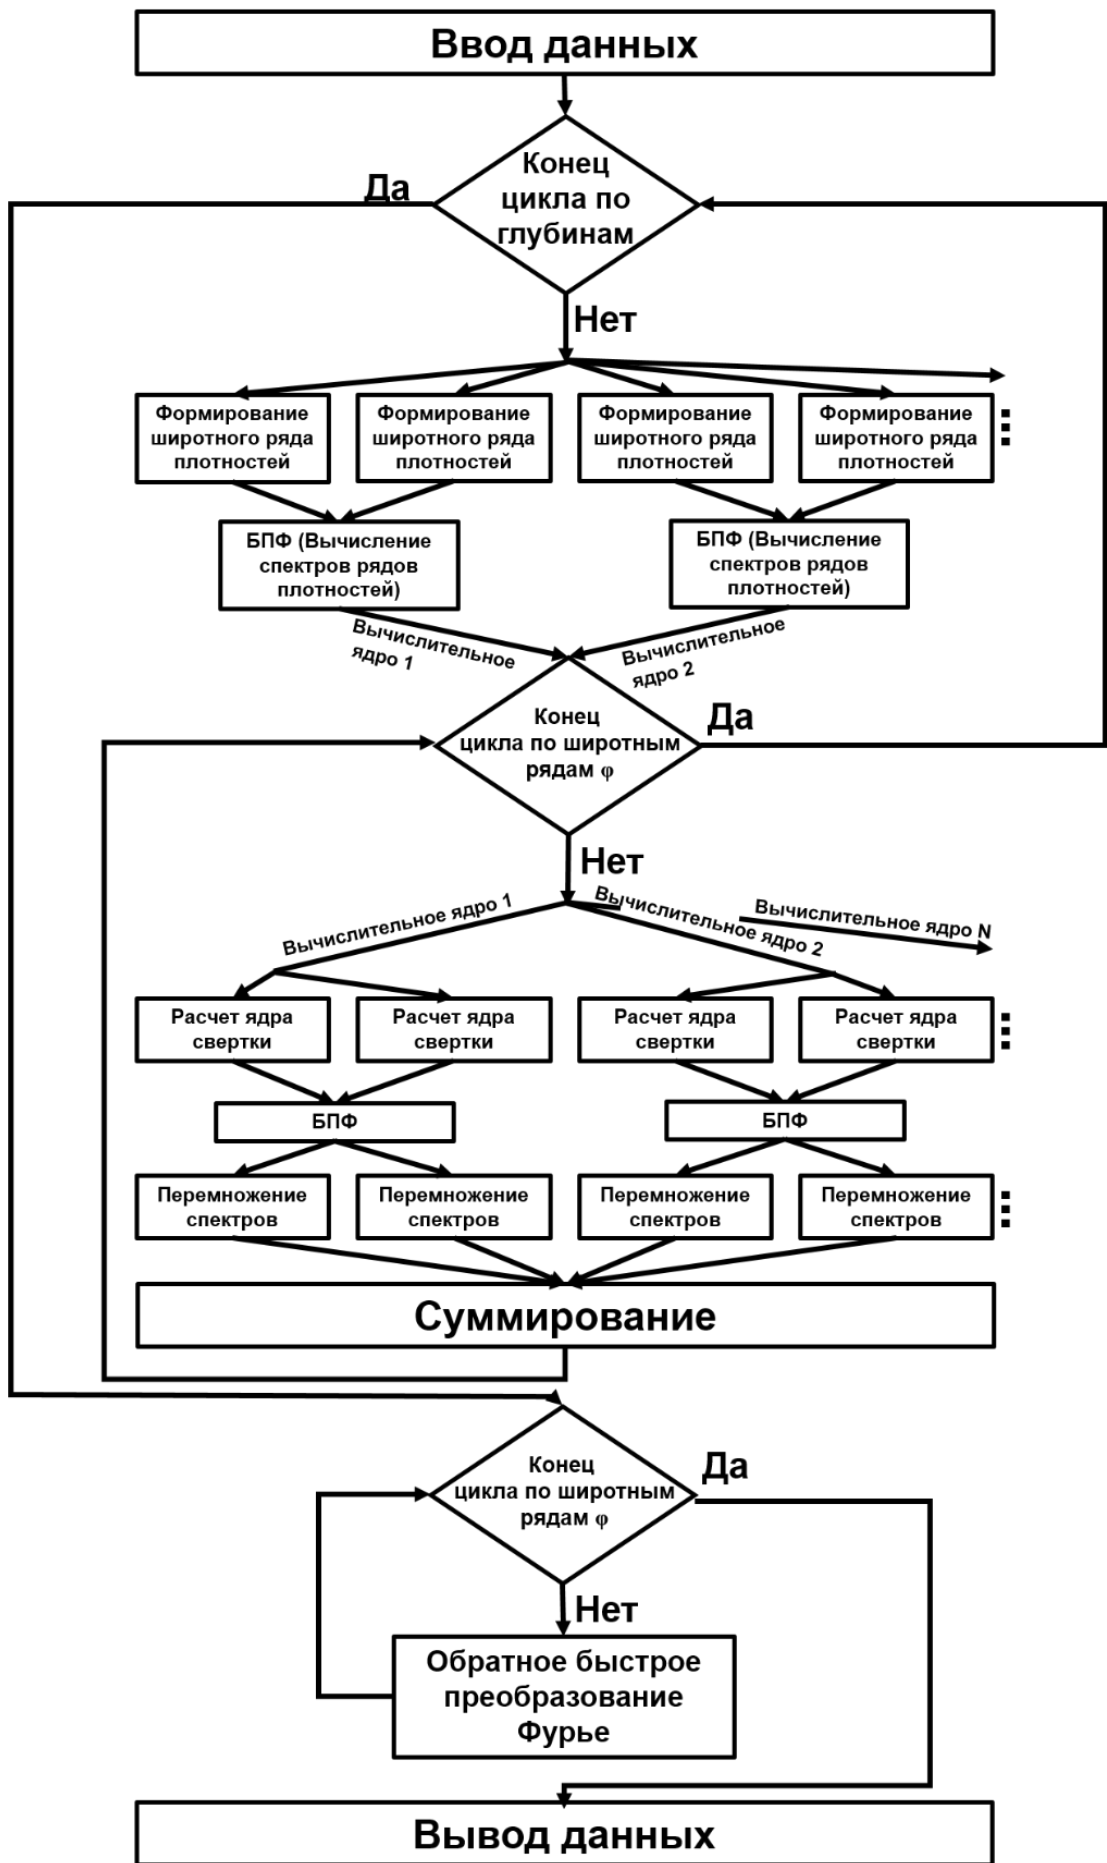 Ввод данных
Конец
цикла по
глубинам
Да
Нет
Формирование
широтного ряда
плотностей
Формирование
широтного ряда
плотностей
Формирование
широтного ряда
плотностей
Формирование
широтного ряда
плотностей
БПФ (Вычисление
спектров рядов
плотностей)
БПФ (Вычисление
спектров рядов
плотностей)
Вычислительное
ядро 1
Вычислительное
ядро 2
Конец
цикла по широтным
рядам φ
Да
Нет
Вычислительное ядро 1
Вычислительное ядро 2
Вычислительное ядро N
Расчет ядра
свертки
Расчет ядра
свертки
Расчет ядра
свертки
Расчет ядра
свертки
БПФ
БПФ
Перемножение
спектров
Перемножение
спектров
Перемножение
спектров
Перемножение
спектров
Суммирование
Конец
цикла по широтным
рядам φ
Да
Нет
Обратное быстрое
преобразование
Фурье
Вывод данных